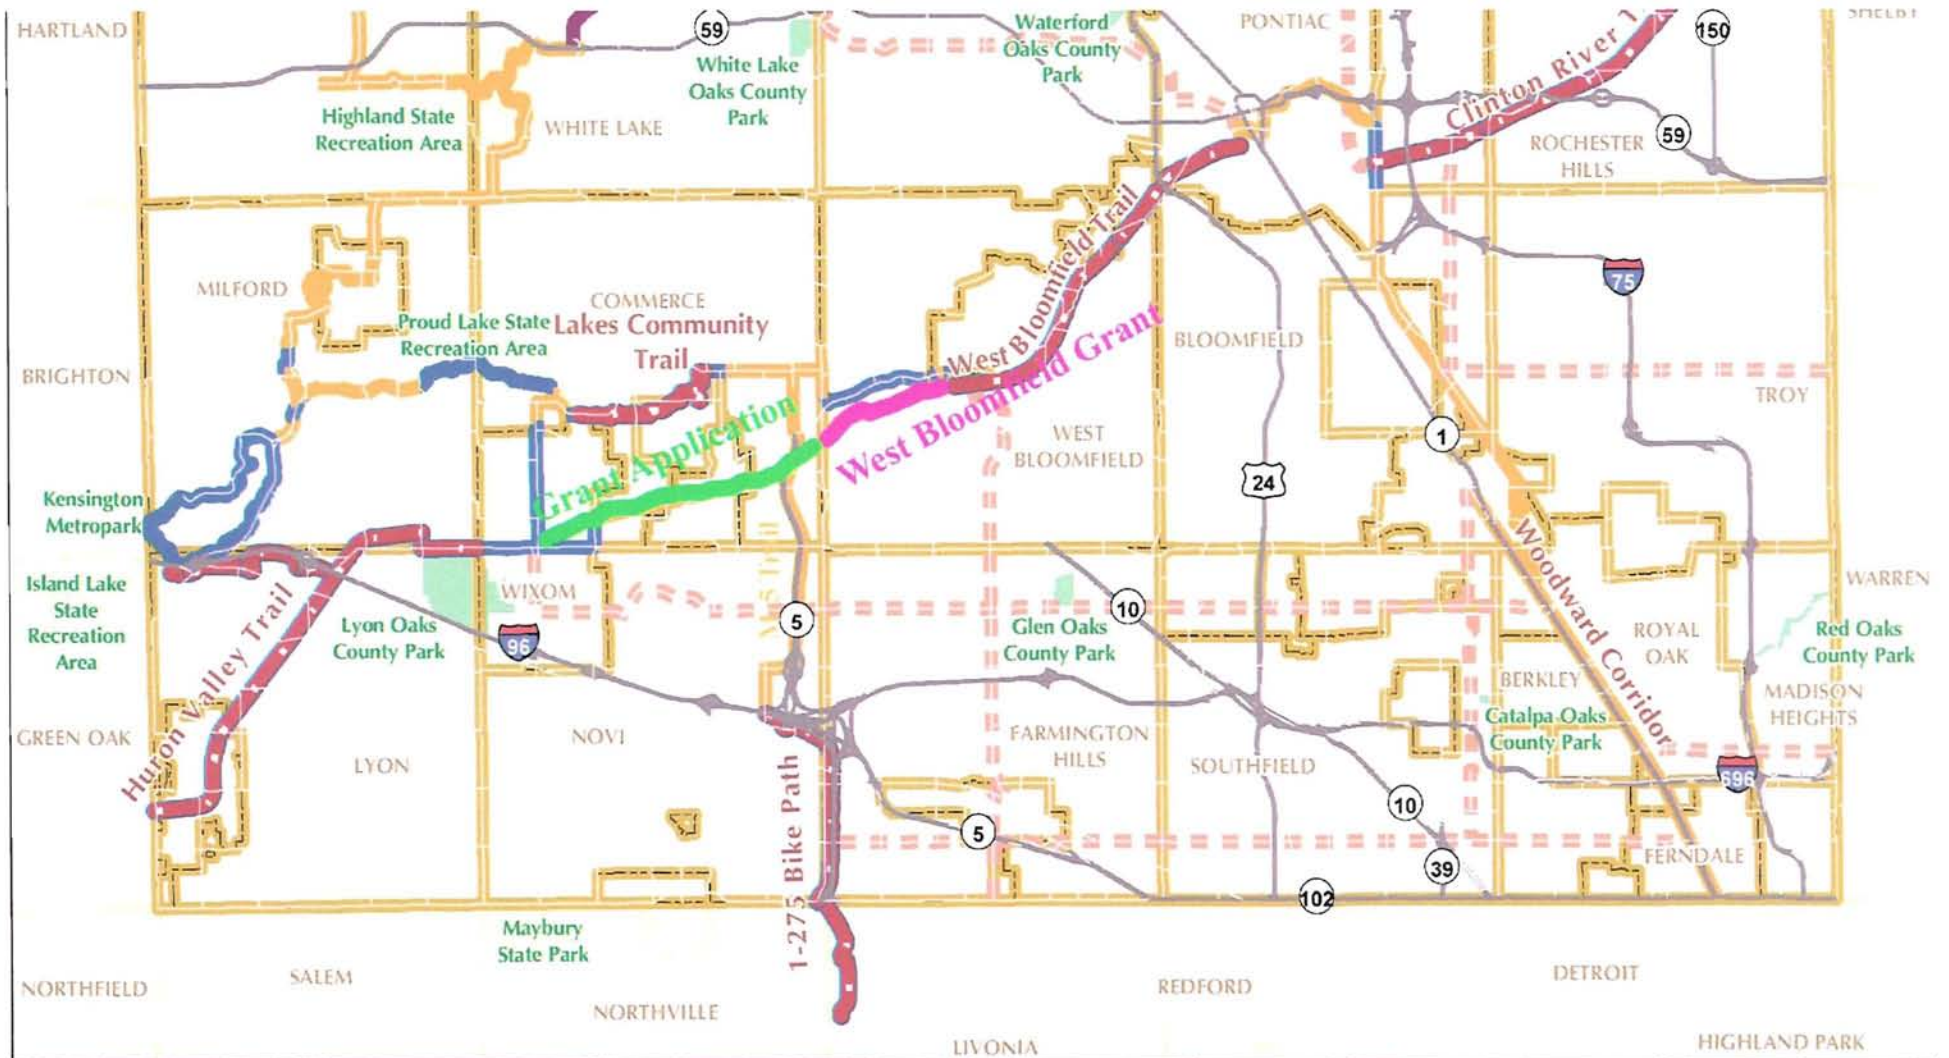 HARTLAND
59
White Lake
Oaks County
Park
Waterford
Oaks County
Park
PONTIAC
Clinton River
150
SHELBY
Highland State
Recreation Area
WHITE LAKE
ROCHESTER
HILLS
59
MILFORD
COMMERCE
Proud Lake State
Recreation Area
Lakes Community
Trail
West Bloomfield Trail
West Bloomfield Grant
BLOOMFIELD
75
BRIGHTON
TROY
Grant Application
WEST
BLOOMFIELD
1
24
Kensington
Metropark
Island Lake
State
Recreation
Area
Huron Valley Trail
Lyon Oaks
County Park
WIXOM
96
5
Glen Oaks
County Park
10
Woodward Corridor
WARREN
ROYAL
OAK
Red Oaks
County Park
BERKLEY
MADISON
HEIGHTS
Catalpa Oaks
County Park
GREEN OAK
LYON
NOVI
1-275 Bike Path
FARMINGTON
HILLS
SOUTHFIELD
696
10
5
39
FERNDALE
102
Maybury
State Park
NORTHFIELD
SALEM
NORTHVILLE
LIVONIA
REDFORD
DETROIT
HIGHLAND PARK